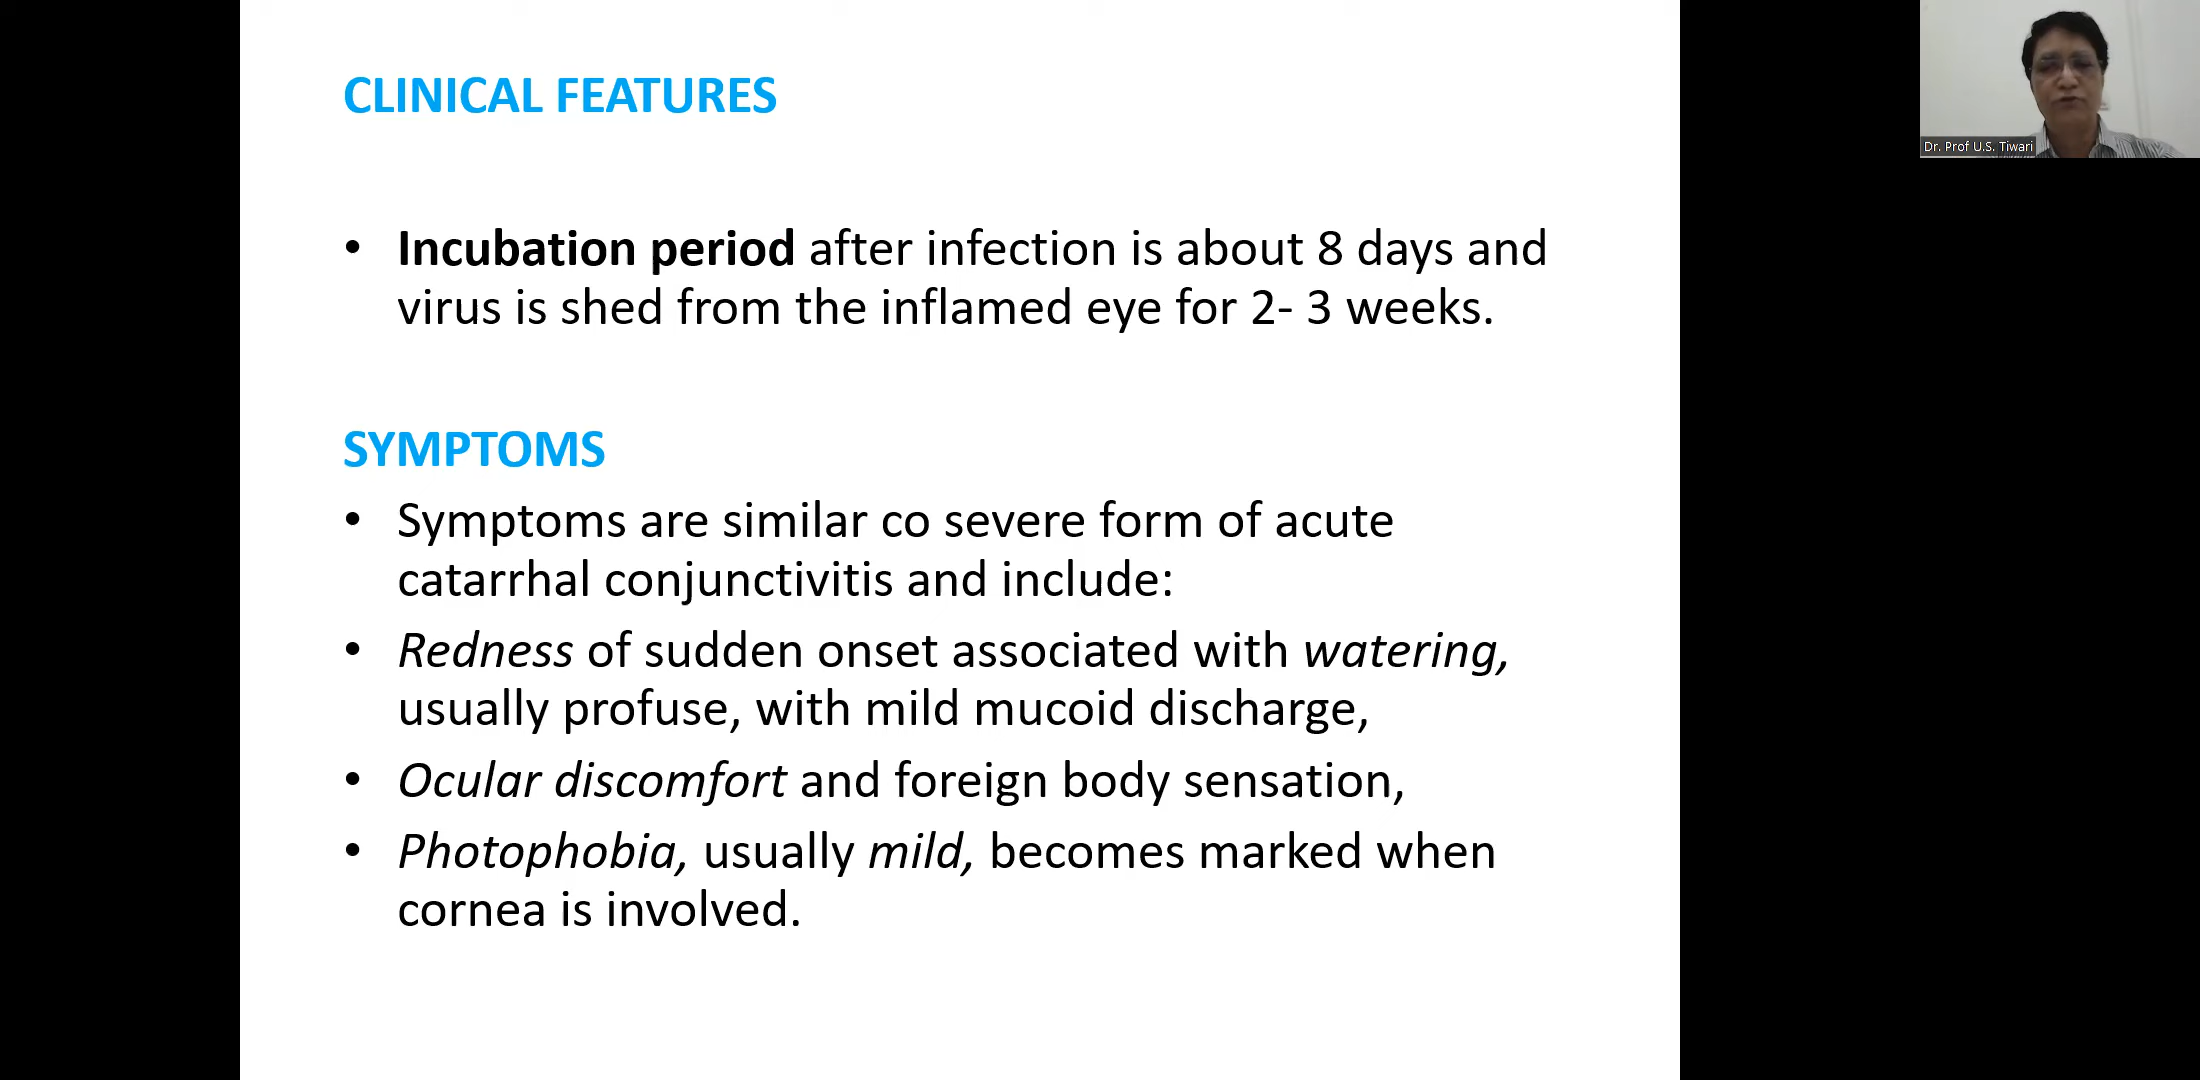 CLINICAL FEATURES
• Incubation period after infection is about 8 days and
virus is shed from the inflamed eye for 2- 3 weeks.
SYMPTOMS
• Symptoms are similar co severe form of acute
catarrhal conjunctivitis and include:
• Redness of sudden onset associated with watering,
usually profuse, with mild mucoid discharge,
• Ocular discomfort and foreign body sensation,
• Photophobia, usually mild, becomes marked when
cornea is involved.
Dr. Prof U.S. Tiwari